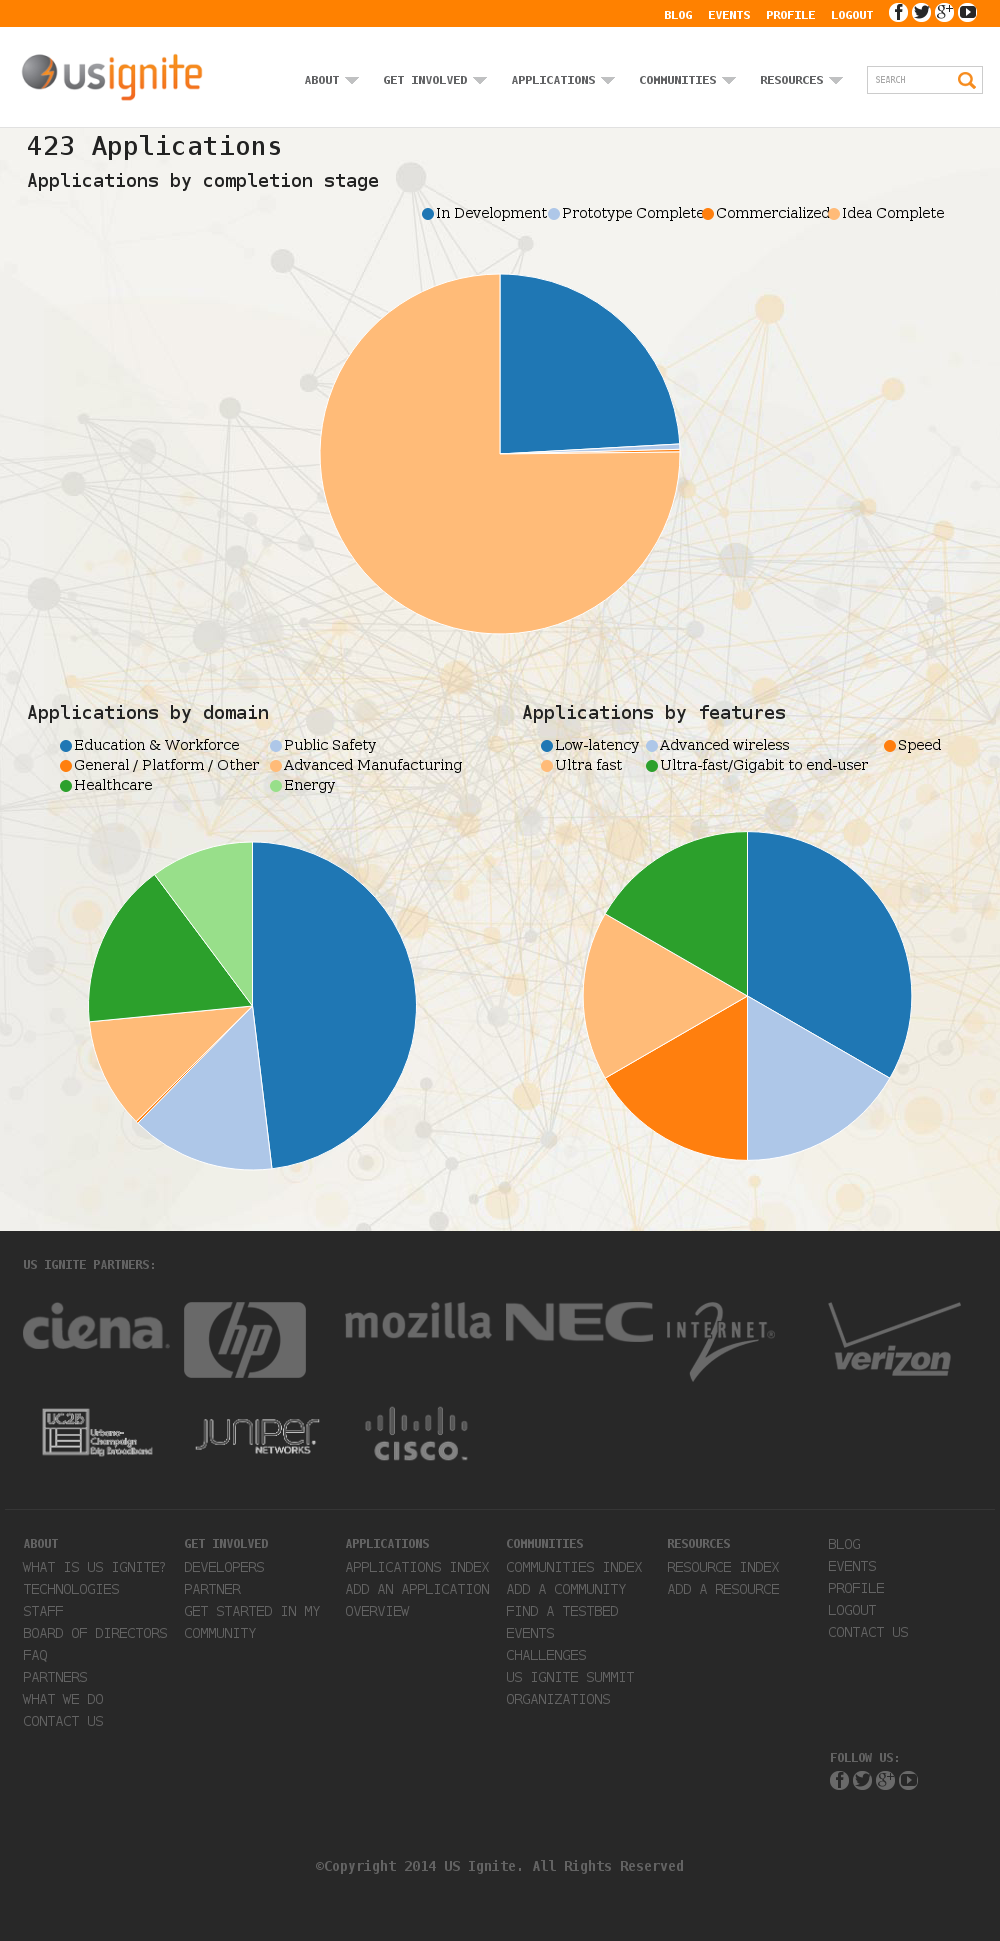 BLOG EVENTS PROFILE LOGOUT
usignite
ABOUT GET INVOLVED APPLICATIONS COMMUNITIES RESOURCES SEARCH
423 Applications
Applications by completion stage
In Development Prototype Complete Commercialized Idea Complete
Applications by domain
Education & Workforce Public Safety
General / Platform / Other Advanced Manufacturing
Healthcare Energy
Applications by features
Low-latency Advanced wireless Speed
Ultra fast Ultra-fast/Gigabit to end-user
US IGNITE PARTNERS:
ciena hp mozilla NEC INTERNET2® verizon
UC2B Urbana-Champaign Big Broadband
JUNIPER NETWORKS
CISCO
ABOUT
WHAT IS US IGNITE?
TECHNOLOGIES
STAFF
BOARD OF DIRECTORS
FAQ
PARTNERS
WHAT WE DO
CONTACT US
GET INVOLVED
DEVELOPERS
PARTNER
GET STARTED IN MY
COMMUNITY
APPLICATIONS
APPLICATIONS INDEX
ADD AN APPLICATION
OVERVIEW
COMMUNITIES
COMMUNITIES INDEX
ADD A COMMUNITY
FIND A TESTBED
EVENTS
CHALLENGES
US IGNITE SUMMIT
ORGANIZATIONS
RESOURCES
RESOURCE INDEX
ADD A RESOURCE
BLOG
EVENTS
PROFILE
LOGOUT
CONTACT US
FOLLOW US:
©Copyright 2014 US Ignite. All Rights Reserved